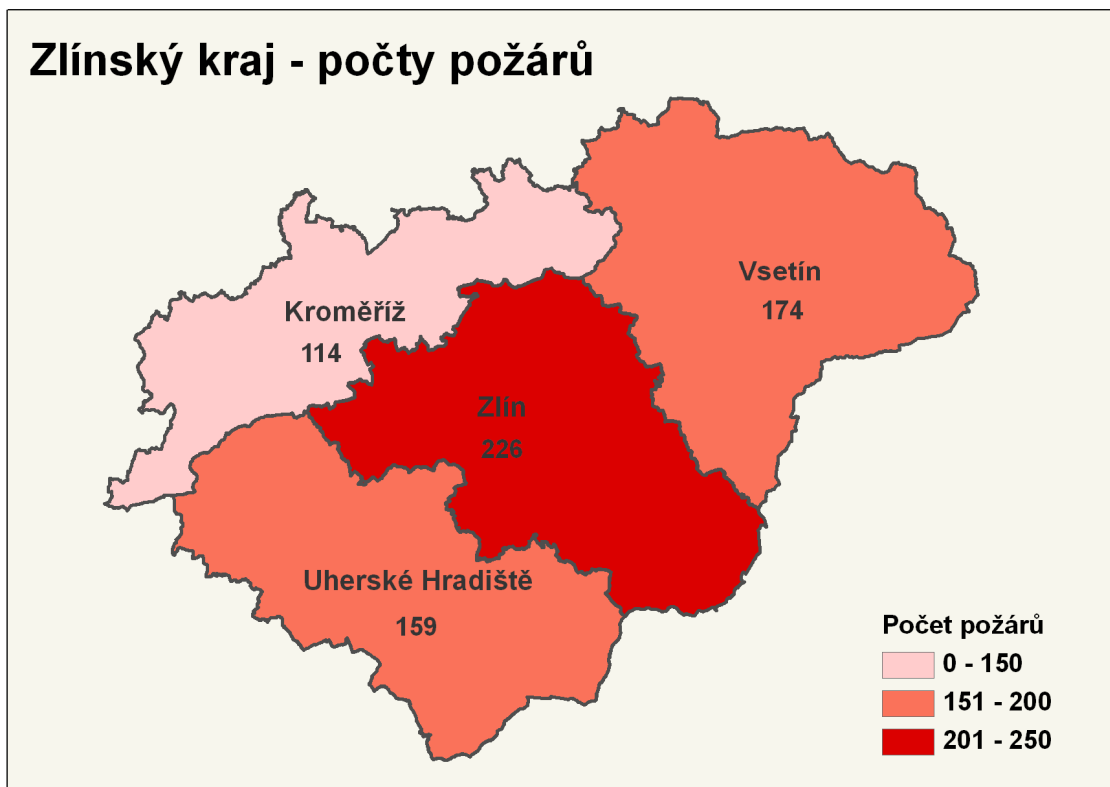 Zlínský kraj - počty požárů
Vsetín
174
Kroměříž
114
Zlín
226
Uherské Hradiště
159
Počet požárů
0 - 150
151 - 200
201 - 250